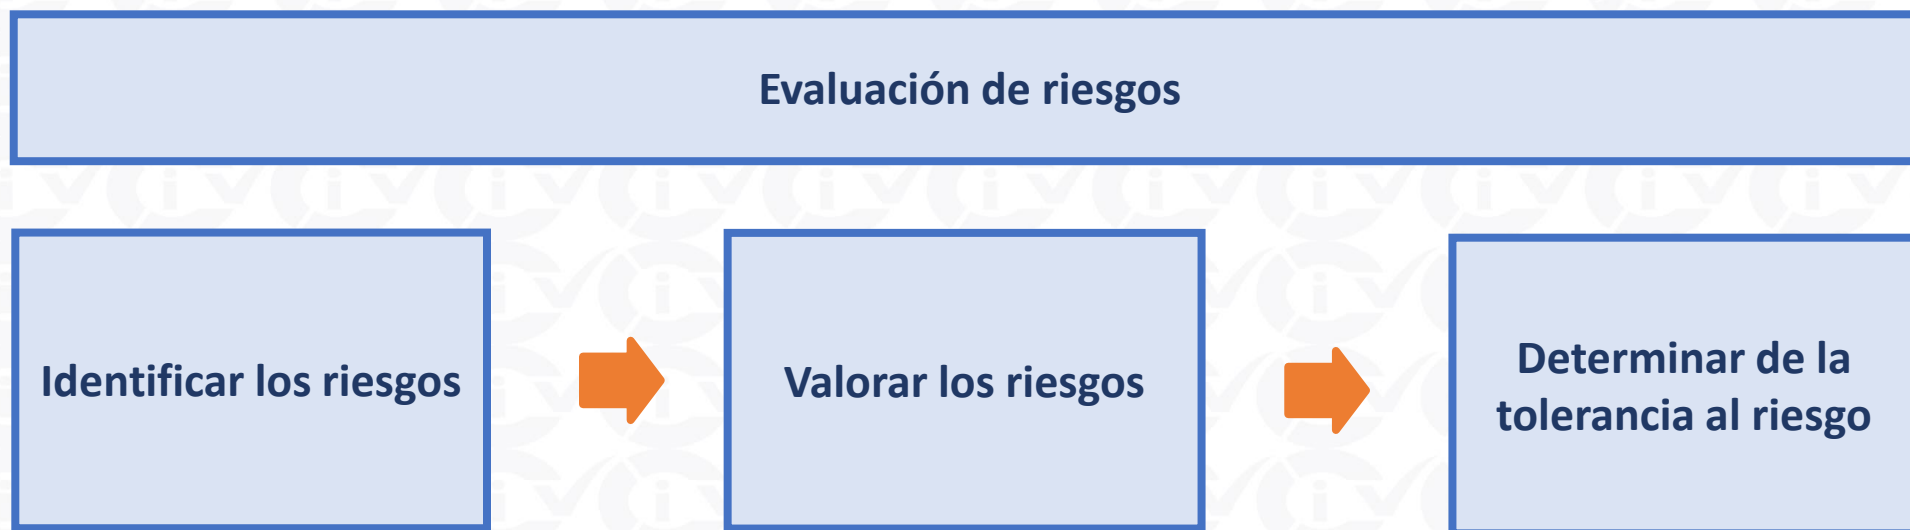 Evaluación de riesgos
Identificar los riesgos
Valorar los riesgos
Determinar de la
tolerancia al riesgo